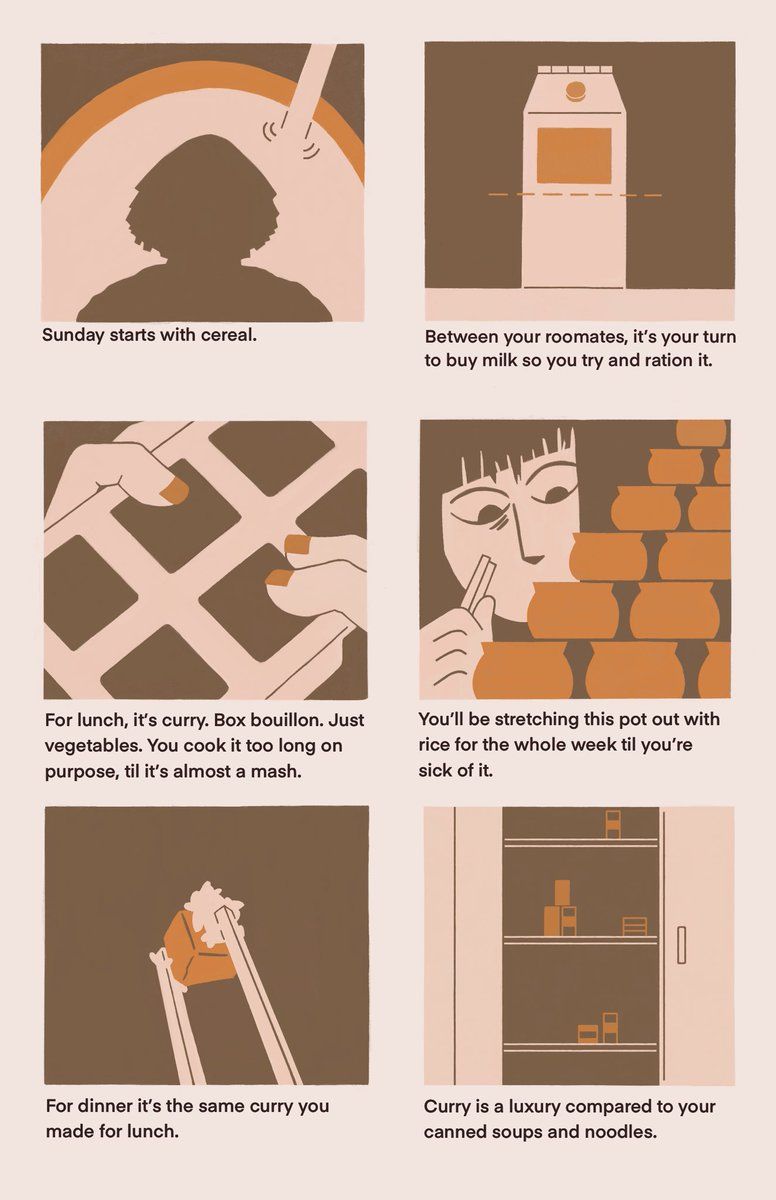 Sunday starts with cereal.
Between your roomates, it's your turn
to buy milk so you try and ration it.
For lunch, it's curry. Box bouillon. Just
vegetables. You cook it too long on
purpose, til it's almost a mash.
You'll be stretching this pot out with
rice for the whole week til you're
sick of it.
For dinner it's the same curry you
made for lunch.
Curry is a luxury compared to your
canned soups and noodles.